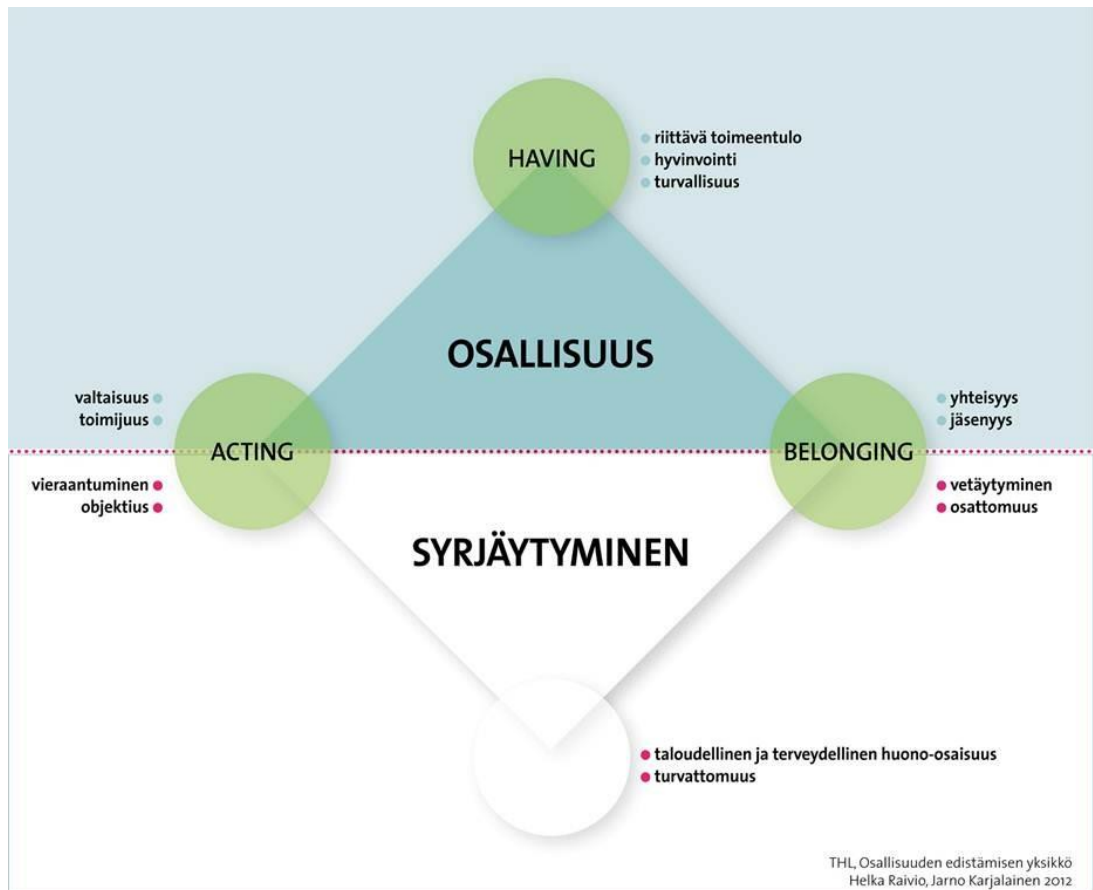 HAVING
riittävä toimeentulo
hyvinvointi
turvallisuus
OSALLISUUS
valtaisuus
toimijuus
yhteisyys
jäsenyys
ACTING
BELONGING
vieraantuminen
objektius
vetäytyminen
osattomuus
SYRJÄYTYMINEN
taloudellinen ja terveydellinen huono-osaisuus
turvattomuus
THL, Osallisuuden edistämisen yksikkö
Helka Raivio, Jarno Karjalainen 2012